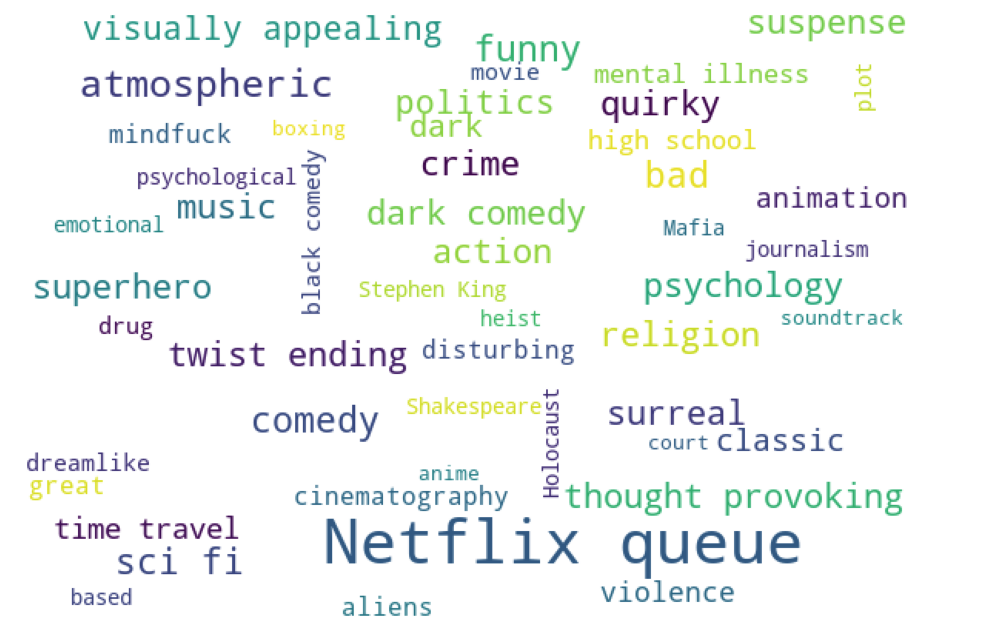 visually appealing
suspense
funny
movie
mental illness
plot
atmospheric
politics
quirky
mindfuck
boxing
dark
high school
crime
psychological
black comedy
bad
music
animation
emotional
dark comedy
Mafia
action
journalism
superhero
Stephen King
psychology
drug
heist
soundtrack
religion
twist ending
disturbing
comedy
Shakespeare
Holocaust
surreal
court
classic
dreamlike
great
anime
cinematography
thought provoking
time travel
Netflix queue
sci fi
based
aliens
violence